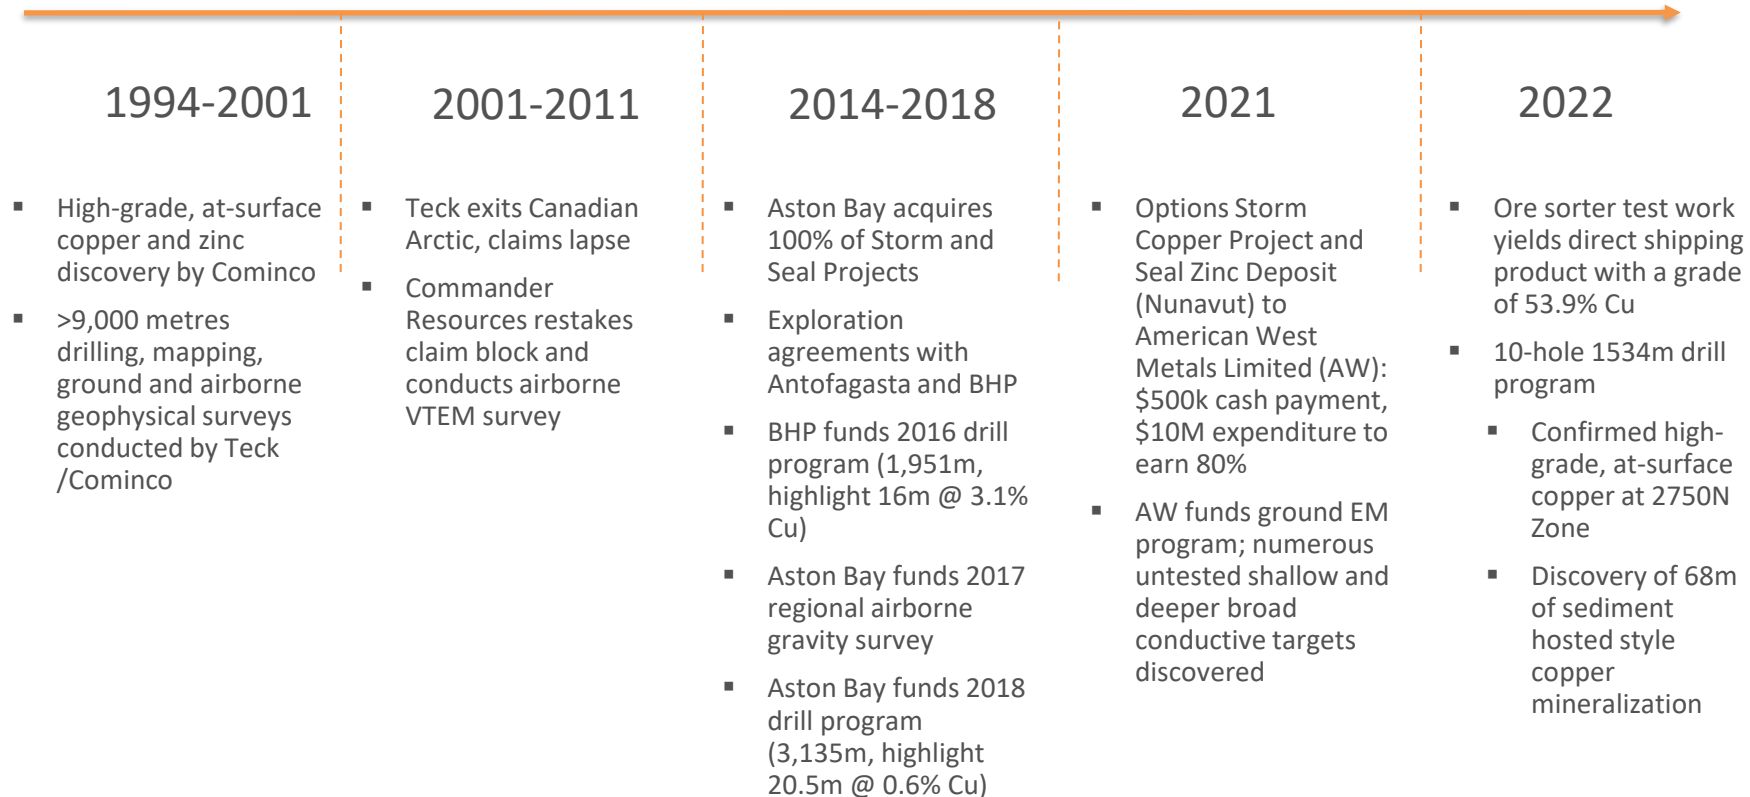 1994-2001
▪ High-grade, at-surface
copper and zinc
discovery by Cominco
▪ >9,000 metres
drilling, mapping,
ground and airborne
geophysical surveys
conducted by Teck
/Cominco
2001-2011
▪ Teck exits Canadian
Arctic, claims lapse
▪ Commander
Resources restakes
claim block and
conducts airborne
VTEM survey
2014-2018
▪ Aston Bay acquires
100% of Storm and
Seal Projects
▪ Exploration
agreements with
Antofagasta and BHP
▪ BHP funds 2016 drill
program (1,951m,
highlight 16m @ 3.1%
Cu)
▪ Aston Bay funds 2017
regional airborne
gravity survey
▪ Aston Bay funds 2018
drill program
(3,135m, highlight
20.5m @ 0.6% Cu)
2021
▪ Options Storm
Copper Project and
Seal Zinc Deposit
(Nunavut) to
American West
Metals Limited (AW):
$500k cash payment,
$10M expenditure to
earn 80%
▪ AW funds ground EM
program; numerous
untested shallow and
deeper broad
conductive targets
discovered
2022
▪ Ore sorter test work
yields direct shipping
product with a grade
of 53.9% Cu
▪ 10-hole 1534m drill
program
▪ Confirmed high-
grade, at-surface
copper at 2750N
Zone
▪ Discovery of 68m
of sediment
hosted style
copper
mineralization